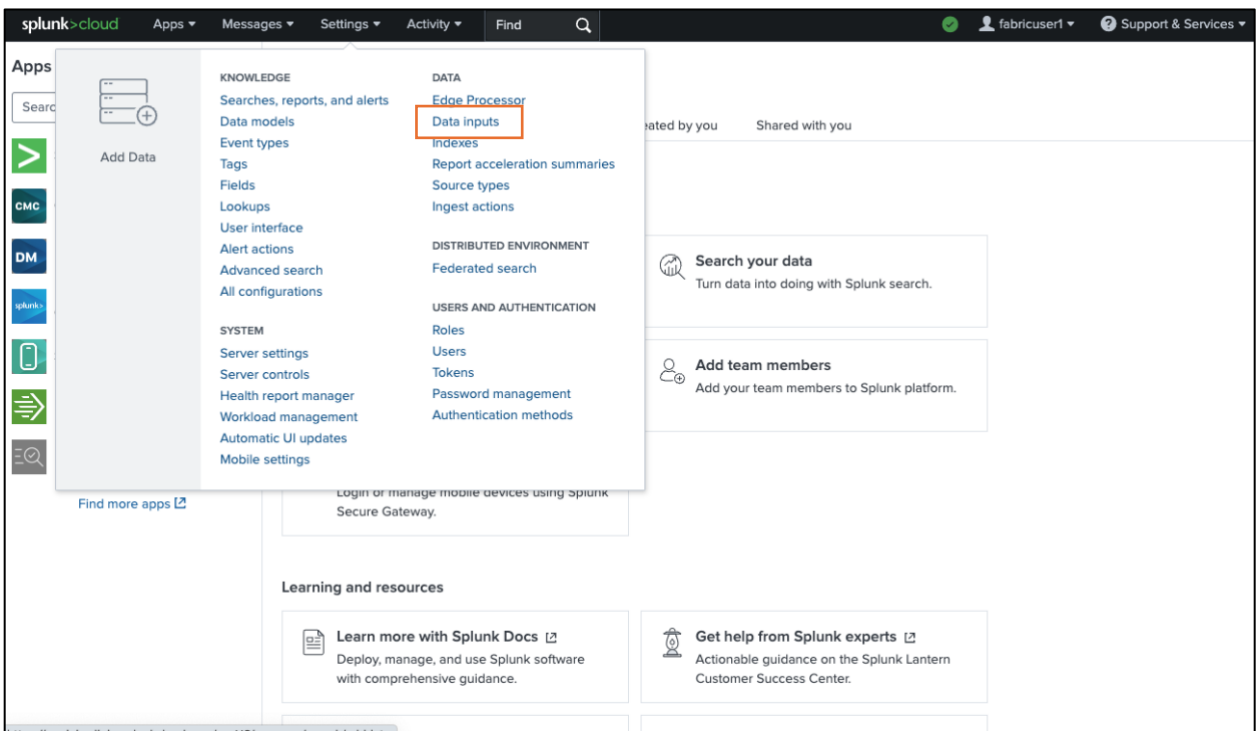 splunk>cloud Apps Messages Settings Activity Find fabricuser1 Support & Services
Apps
Searc
CMC
DM
splunk>
Add Data
KNOWLEDGE
Searches, reports, and alerts
Data models
Event types
Tags
Fields
Lookups
User interface
Alert actions
Advanced search
All configurations
SYSTEM
Server settings
Server controls
Health report manager
Workload management
Automatic UI updates
Mobile settings
DATA
Edge Processor
Data inputs
Indexes
Report acceleration summaries
Source types
Ingest actions
DISTRIBUTED ENVIRONMENT
Federated search
USERS AND AUTHENTICATION
Roles
Users
Tokens
Password management
Authentication methods
Find more apps
eated by you Shared with you
Search your data
Turn data into doing with Splunk search.
Add team members
Add your team members to Splunk platform.
Login or manage mobile devices using Splunk
Secure Gateway.
Learning and resources
Learn more with Splunk Docs
Deploy, manage, and use Splunk software
with comprehensive guidance.
Get help from Splunk experts
Actionable guidance on the Splunk Lantern
Customer Success Center.